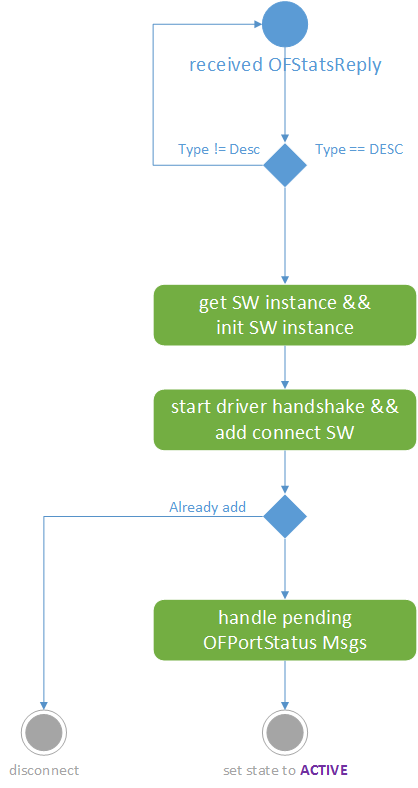 received OFStatsReply
Type != Desc
Type == DESC
get SW instance &&
init SW instance
start driver handshake &&
add connect SW
Already add
handle pending
OFPortStatus Msgs
disconnect
set state to ACTIVE